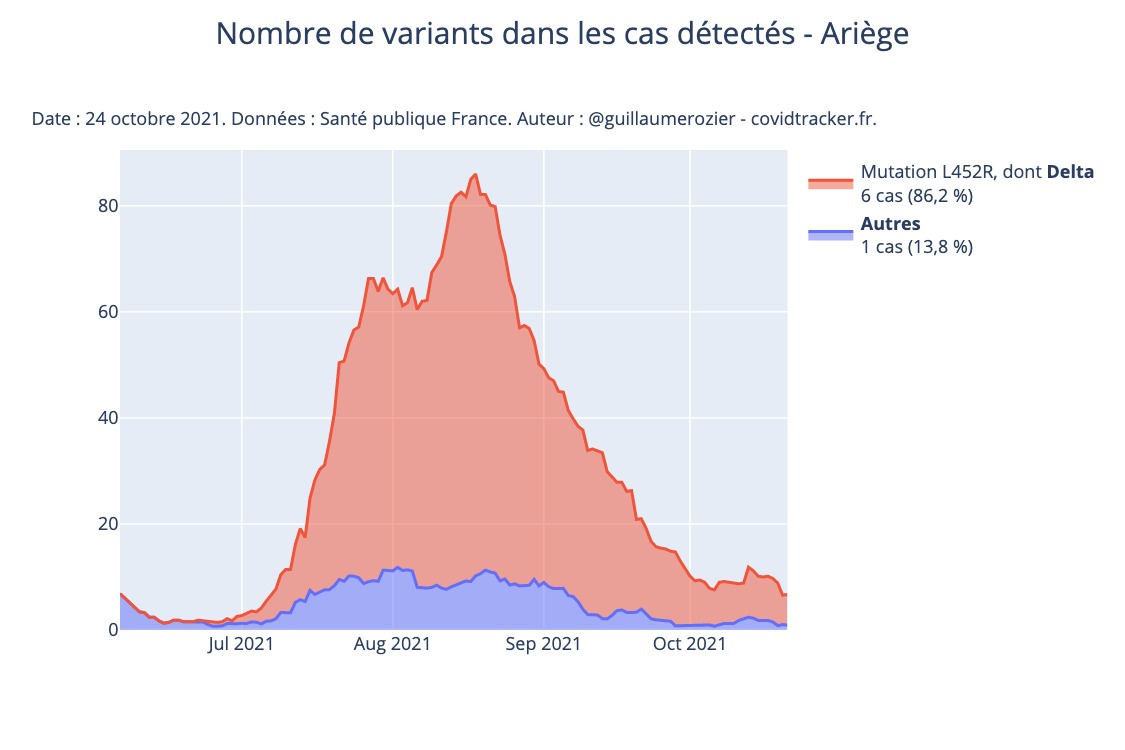 Nombre de variants dans les cas détectés - Ariège
Date : 24 octobre 2021. Données : Santé publique France. Auteur : @guillaumerozier - covidtracker.fr.
Mutation L452R, dont Delta
6 cas (86,2 %)
Autres
1 cas (13,8 %)
80
60
40
20
0
Jul 2021
Aug 2021
Sep 2021
Oct 2021